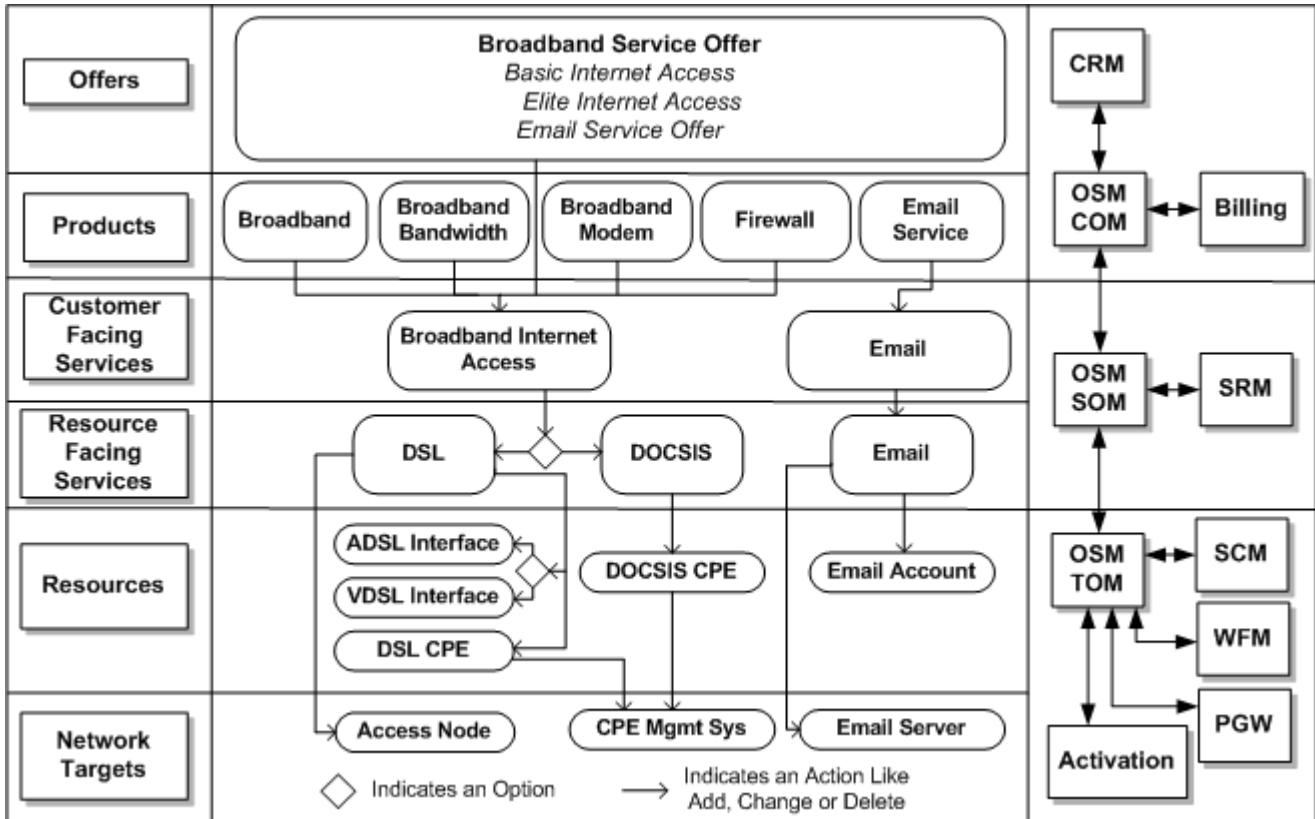 Offers
Broadband Service Offer
Basic Internet Access
Elite Internet Access
Email Service Offer
CRM
Products
Broadband
Broadband
Bandwidth
Broadband
Modem
Firewall
Email
Service
OSM
COM
Billing
Customer
Facing
Services
Broadband Internet
Access
Email
OSM
SOM
SRM
Resource
Facing
Services
DSL
DOCSIS
Email
Resources
ADSL Interface
VDSL Interface
DSL CPE
DOCSIS CPE
Email Account
OSM
TOM
SCM
WFM
PGW
Activation
Network
Targets
Access Node
CPE Mgmt Sys
Email Server
Indicates an Option
Indicates an Action Like
Add, Change or Delete